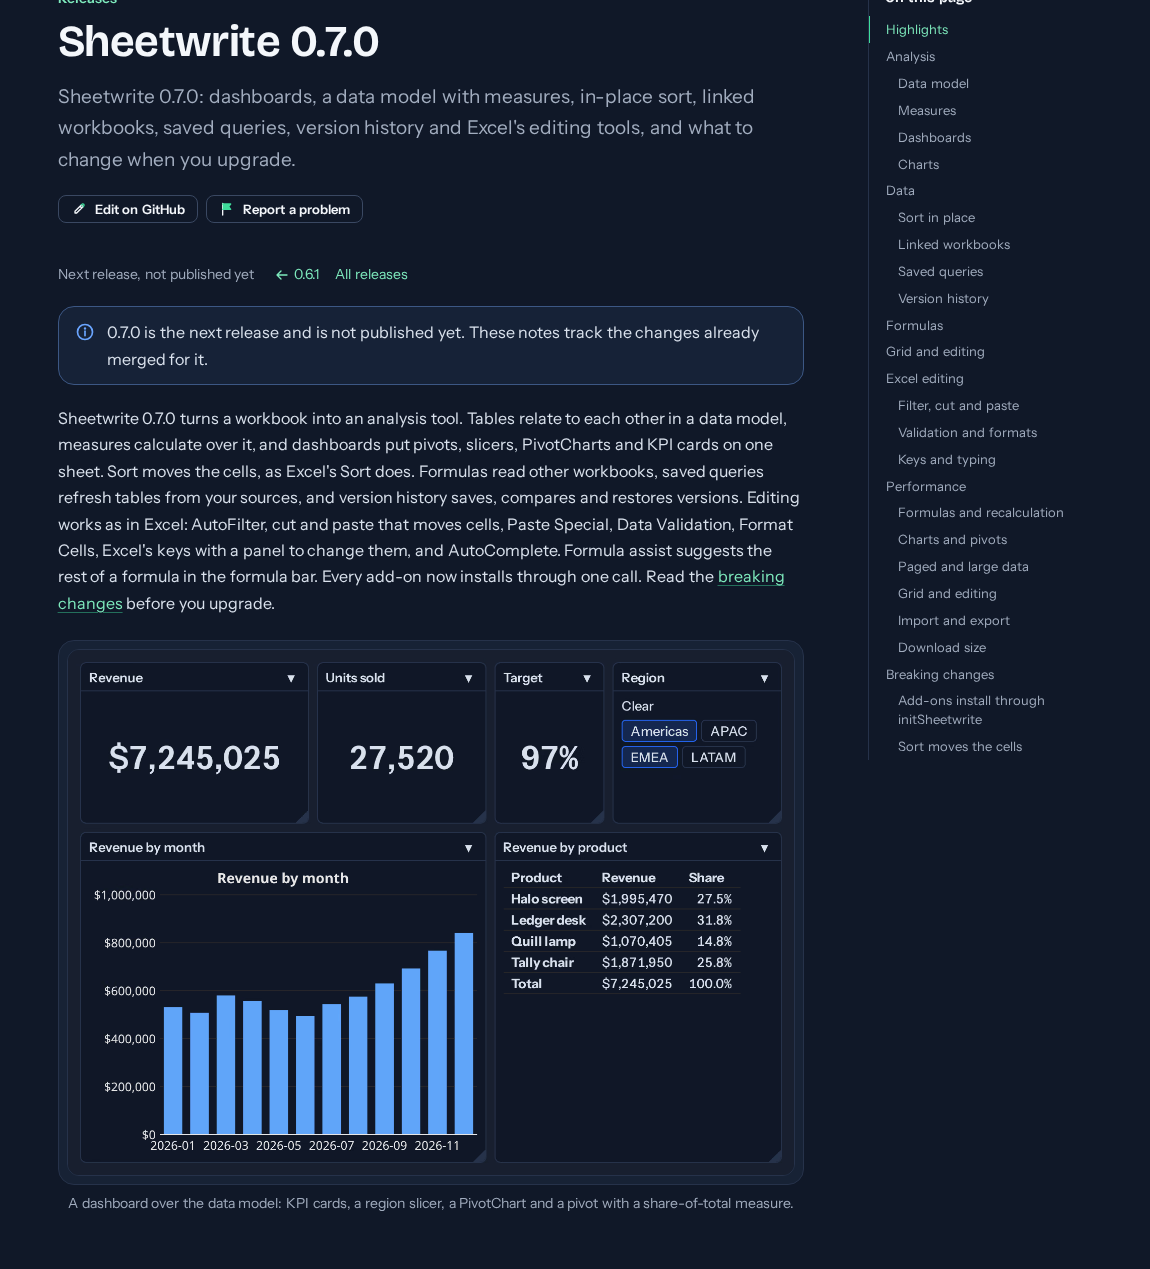 Releases
Sheetwrite 0.7.0
Sheetwrite 0.7.0: dashboards, a data model with measures, in-place sort, linked
workbooks, saved queries, version history and Excel's editing tools, and what to
change when you upgrade.
Edit on GitHub
Report a problem
Next release, not published yet
← 0.6.1
All releases
0.7.0 is the next release and is not published yet. These notes track the changes already
merged for it.
Sheetwrite 0.7.0 turns a workbook into an analysis tool. Tables relate to each other in a data model,
measures calculate over it, and dashboards put pivots, slicers, PivotCharts and KPI cards on one
sheet. Sort moves the cells, as Excel's Sort does. Formulas read other workbooks, saved queries
refresh tables from your sources, and version history saves, compares and restores versions. Editing
works as in Excel: AutoFilter, cut and paste that moves cells, Paste Special, Data Validation, Format
Cells, Excel's keys with a panel to change them, and AutoComplete. Formula assist suggests the
rest of a formula in the formula bar. Every add-on now installs through one call. Read the breaking
changes before you upgrade.
Revenue ▼
$7,245,025
Units sold ▼
27,520
Target ▼
97%
Region ▼
Clear
Americas APAC
EMEA LATAM
Revenue by month ▼
Revenue by month
$1,000,000
$800,000
$600,000
$400,000
$200,000
$0
2026-01 2026-03 2026-05 2026-07 2026-09 2026-11
Revenue by product ▼
Product Revenue Share
Halo screen $1,995,470 27.5%
Ledger desk $2,307,200 31.8%
Quill lamp $1,070,405 14.8%
Tally chair $1,871,950 25.8%
Total $7,245,025 100.0%
A dashboard over the data model: KPI cards, a region slicer, a PivotChart and a pivot with a share-of-total measure.
On this page
Highlights
Analysis
Data model
Measures
Dashboards
Charts
Data
Sort in place
Linked workbooks
Saved queries
Version history
Formulas
Grid and editing
Excel editing
Filter, cut and paste
Validation and formats
Keys and typing
Performance
Formulas and recalculation
Charts and pivots
Paged and large data
Grid and editing
Import and export
Download size
Breaking changes
Add-ons install through
initSheetwrite
Sort moves the cells